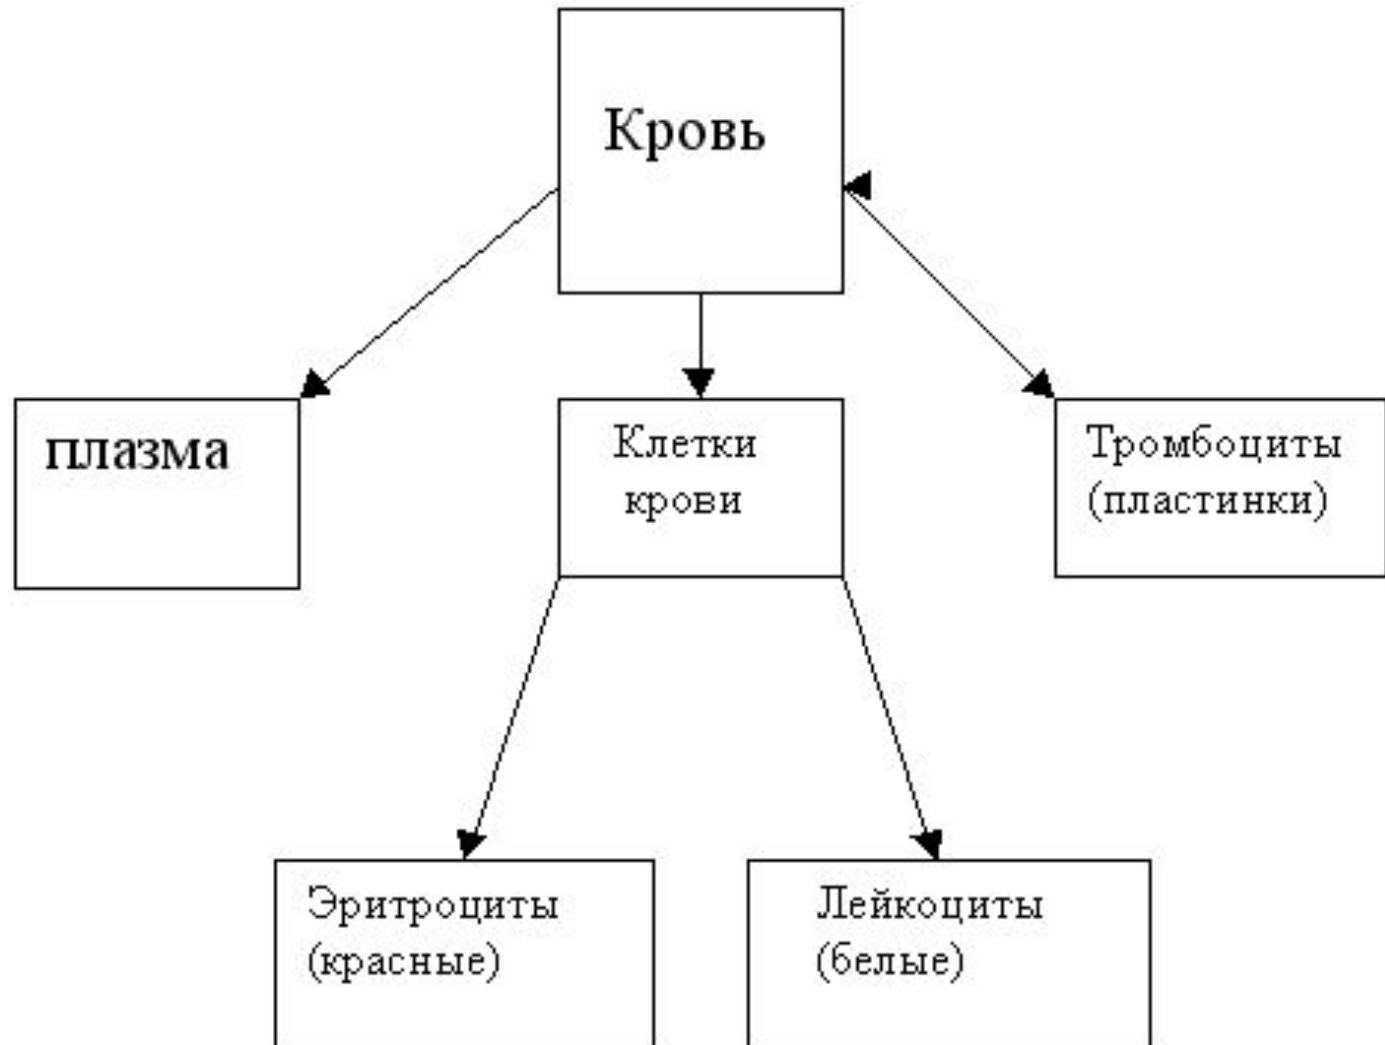 Кровь
плазма
Клетки
крови
Тромбоциты
(пластинки)
Эритроциты
(красные)
Лейкоциты
(белые)